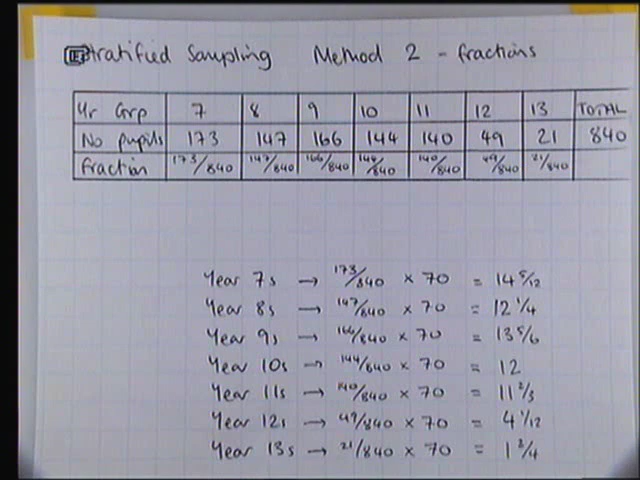 Stratified Sampling Method 2 - fractions
Yr Grp 7 8 9 10 11 12 13 TOTAL
No pupils 173 147 166 144 140 49 21 840
Fraction 173/840 147/840 166/840 144/840 140/840 49/840 21/840
Year 7s → 173/840 × 70 = 14 5/12
Year 8s → 147/840 × 70 = 12 1/4
Year 9s → 166/840 × 70 = 13 5/6
Year 10s → 144/840 × 70 = 12
Year 11s → 140/840 × 70 = 11 2/3
Year 12s → 49/840 × 70 = 4 1/12
Year 13s → 21/840 × 70 = 1 3/4